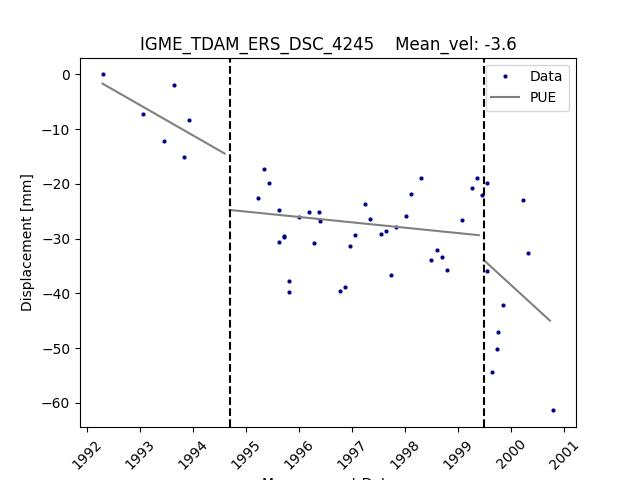 IGME_TDAM_ERS_DSC_4245    Mean_vel: -3.6
Data
PUE
0
−10
−20
−30
−40
−50
−60
Displacement [mm]
1992 1993 1994 1995 1996 1997 1998 1999 2000 2001